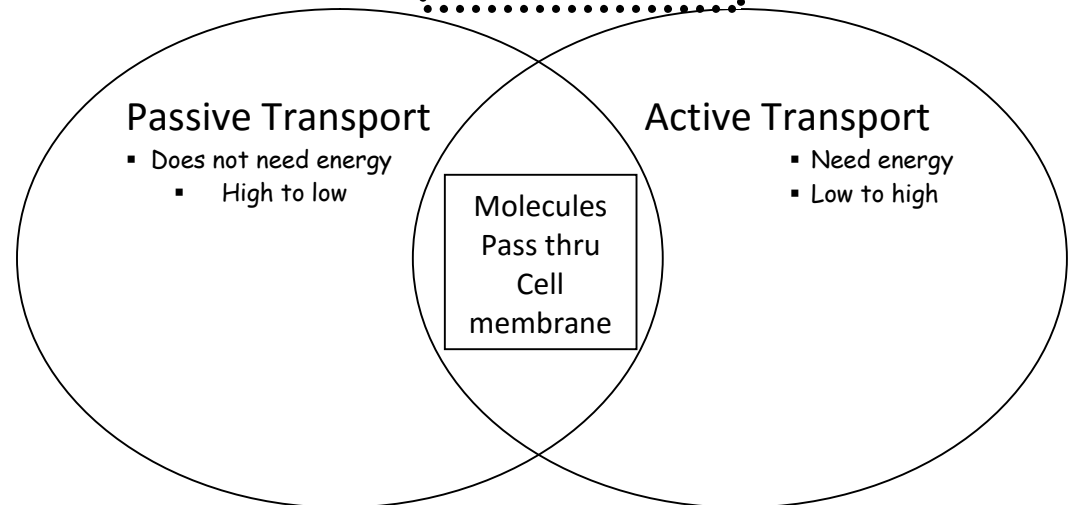 Passive Transport
▪ Does not need energy
▪ High to low
Molecules
Pass thru
Cell
membrane
Active Transport
▪ Need energy
▪ Low to high